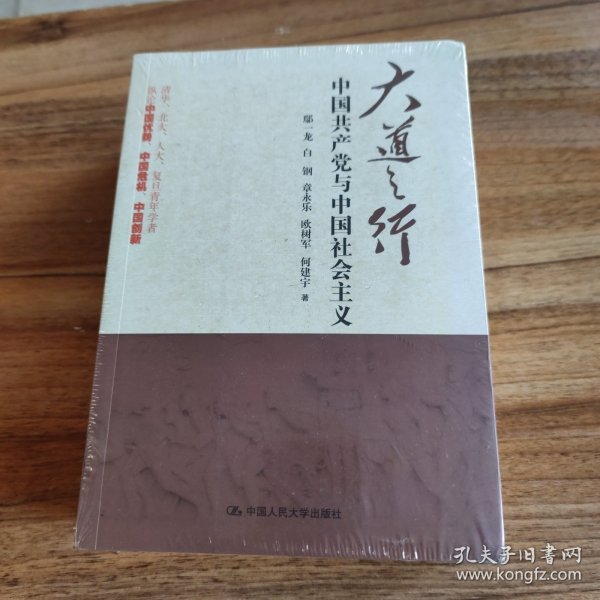 大道之行
中国共产党与中国社会主义
鄢一龙 白钢 章永乐 欧树军 何建宇 著
清华、北大、人大、复旦青年学者
纵论中国优势、中国危机、中国创新
中国人民大学出版社
孔夫子旧书网
www.kongfz.com